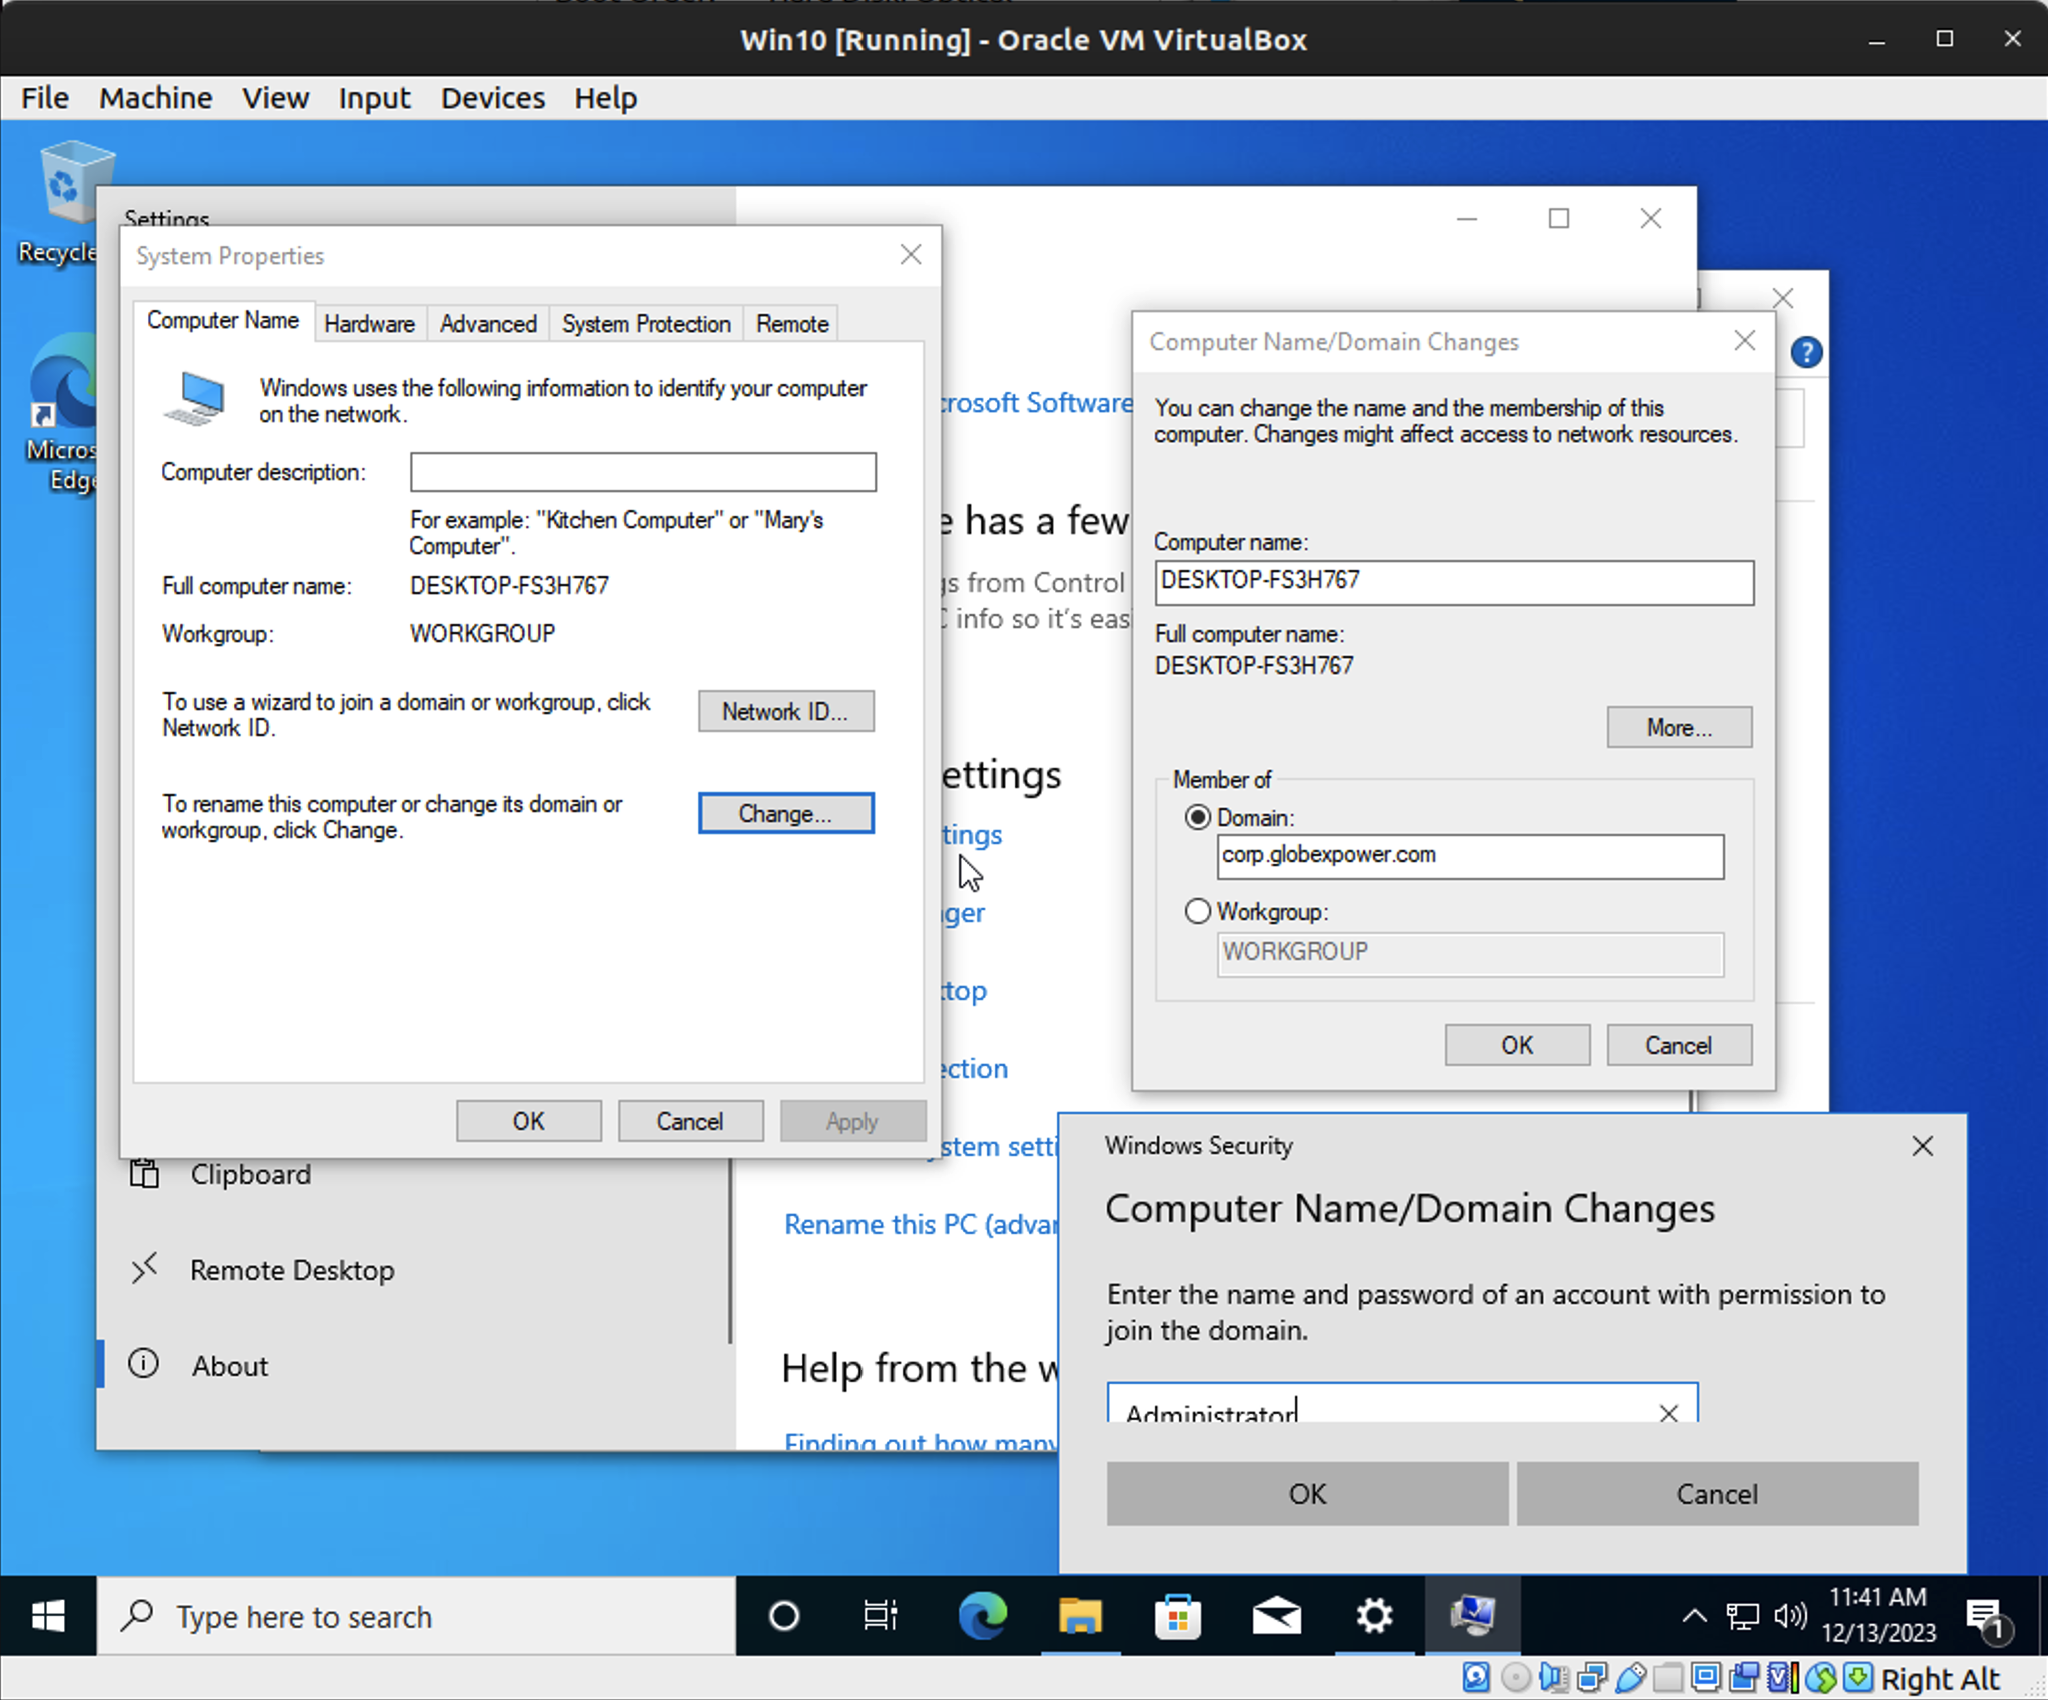 Win10 [Running] - Oracle VM VirtualBox
File Machine View Input Devices Help
Recycle
Micros
Edge
Settings
System Properties
Computer Name
Hardware
Advanced
System Protection
Remote
Windows uses the following information to identify your computer
on the network.
Computer description:
For example: "Kitchen Computer" or "Mary's
Computer".
Full computer name: DESKTOP-FS3H767
Workgroup: WORKGROUP
To use a wizard to join a domain or workgroup, click
Network ID.
Network ID...
To rename this computer or change its domain or
workgroup, click Change.
Change...
OK Cancel Apply
Clipboard
Remote Desktop
About
crosoft Software
e has a few
gs from Control
C info so it's eas
ettings
tings
ger
top
ection
ystem setti
Rename this PC (advan
Help from the w
Finding out how many
Computer Name/Domain Changes
You can change the name and the membership of this
computer. Changes might affect access to network resources.
Computer name:
DESKTOP-FS3H767
Full computer name:
DESKTOP-FS3H767
More...
Member of
Domain:
corp.globexpower.com
Workgroup:
WORKGROUP
OK Cancel
Windows Security
Computer Name/Domain Changes
Enter the name and password of an account with permission to
join the domain.
Administrator
OK Cancel
Type here to search
11:41 AM
12/13/2023
1
Right Alt